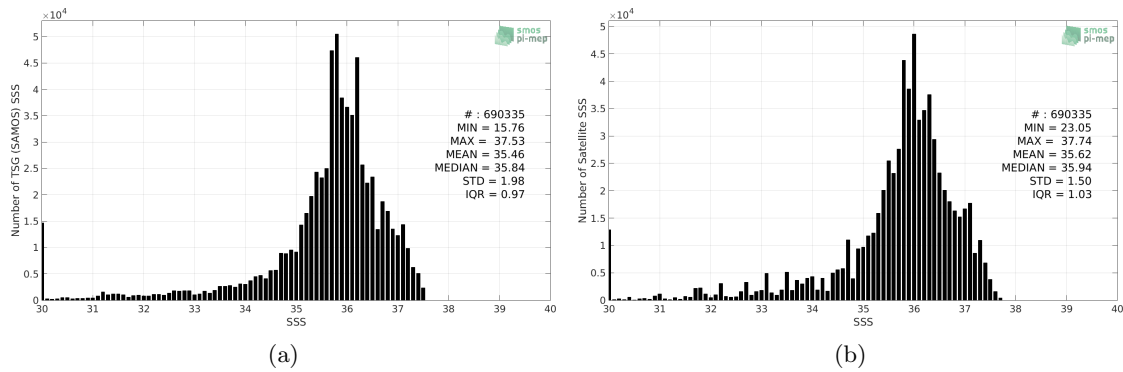 ×10⁴
smos
pi-mep
5
4.5
4
3.5
3
2.5
2
1.5
1
0.5
0
Number of TSG (SAMOS) SSS
# : 690335
MIN = 15.76
MAX = 37.53
MEAN = 35.46
MEDIAN = 35.84
STD = 1.98
IQR = 0.97
30 31 32 33 34 35 36 37 38 39 40
SSS
(a)
×10⁴
smos
pi-mep
5
4.5
4
3.5
3
2.5
2
1.5
1
0.5
0
Number of Satellite SSS
# : 690335
MIN = 23.05
MAX = 37.74
MEAN = 35.62
MEDIAN = 35.94
STD = 1.50
IQR = 1.03
30 31 32 33 34 35 36 37 38 39 40
SSS
(b)